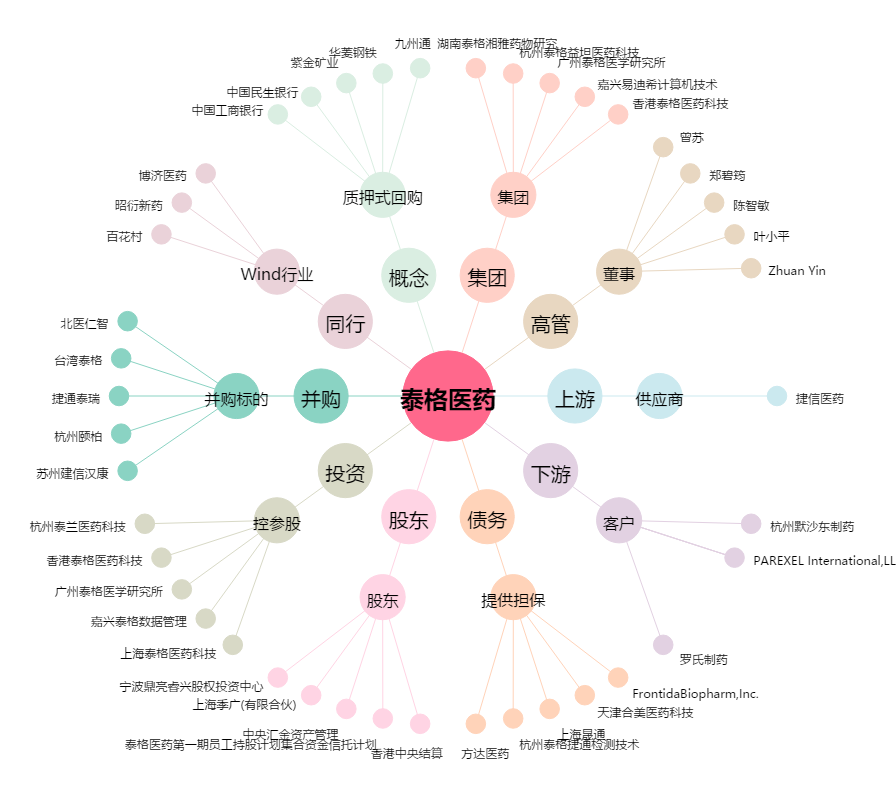 九州通
湖南泰格湘雅药物研究
华菱钢铁
杭州泰格益坦医药科技
紫金矿业
广州泰格医学研究所
中国民生银行
嘉兴易迪希计算机技术
中国工商银行
香港泰格医药科技
曾苏
博济医药
郑碧筠
昭衍新药
陈智敏
百花村
叶小平
质押式回购
集团
Wind行业
董事
Zhuan Yin
概念
集团
同行
高管
北医仁智
台湾泰格
捷通泰瑞
杭州颐柏
苏州建信汉康
并购标的
并购
泰格医药
上游
供应商
捷信医药
投资
下游
控参股
客户
股东
债务
杭州泰兰医药科技
杭州默沙东制药
香港泰格医药科技
PAREXEL International,LL
广州泰格医学研究所
嘉兴泰格数据管理
上海泰格医药科技
罗氏制药
股东
提供担保
宁波鼎亮睿兴股权投资中心
FrontidaBiopharm,Inc.
上海季广(有限合伙)
天津合美医药科技
中央汇金资产管理
上海晟通
泰格医药第一期员工持股计划集合资金信托计划
杭州泰格捷通检测技术
香港中央结算
方达医药